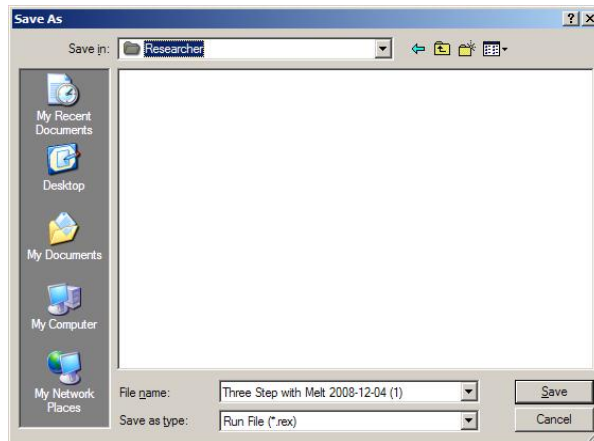 Save As
Save in: Researcher
My Recent
Documents
Desktop
My Documents
My Computer
My Network
Places
File name: Three Step with Melt 2008-12-04 (1) Save
Save as type: Run File (*.rex) Cancel